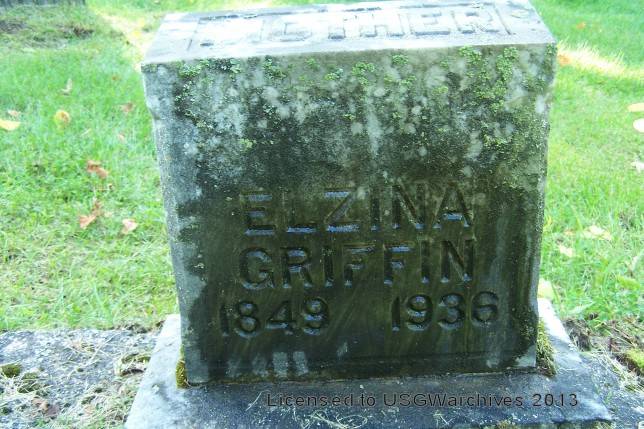 MOTHER
ELZINA
GRIFFIN
1849 1936
Licensed to USGWarchives 2013